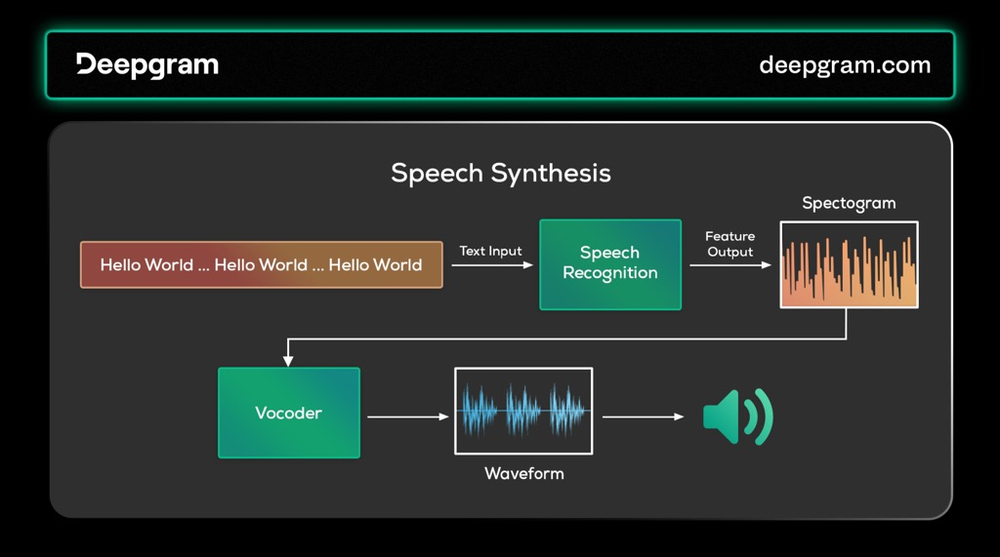 Deepgram
deepgram.com
Speech Synthesis
Spectogram
Hello World ... Hello World ... Hello World
Text Input
Speech
Recognition
Feature
Output
Vocoder
Waveform